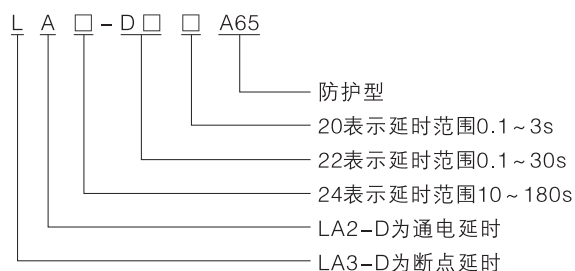 L A □-D□ □ A65
防护型
20表示延时范围0.1~3s
22表示延时范围0.1~30s
24表示延时范围10~180s
LA2-D为通电延时
LA3-D为断点延时